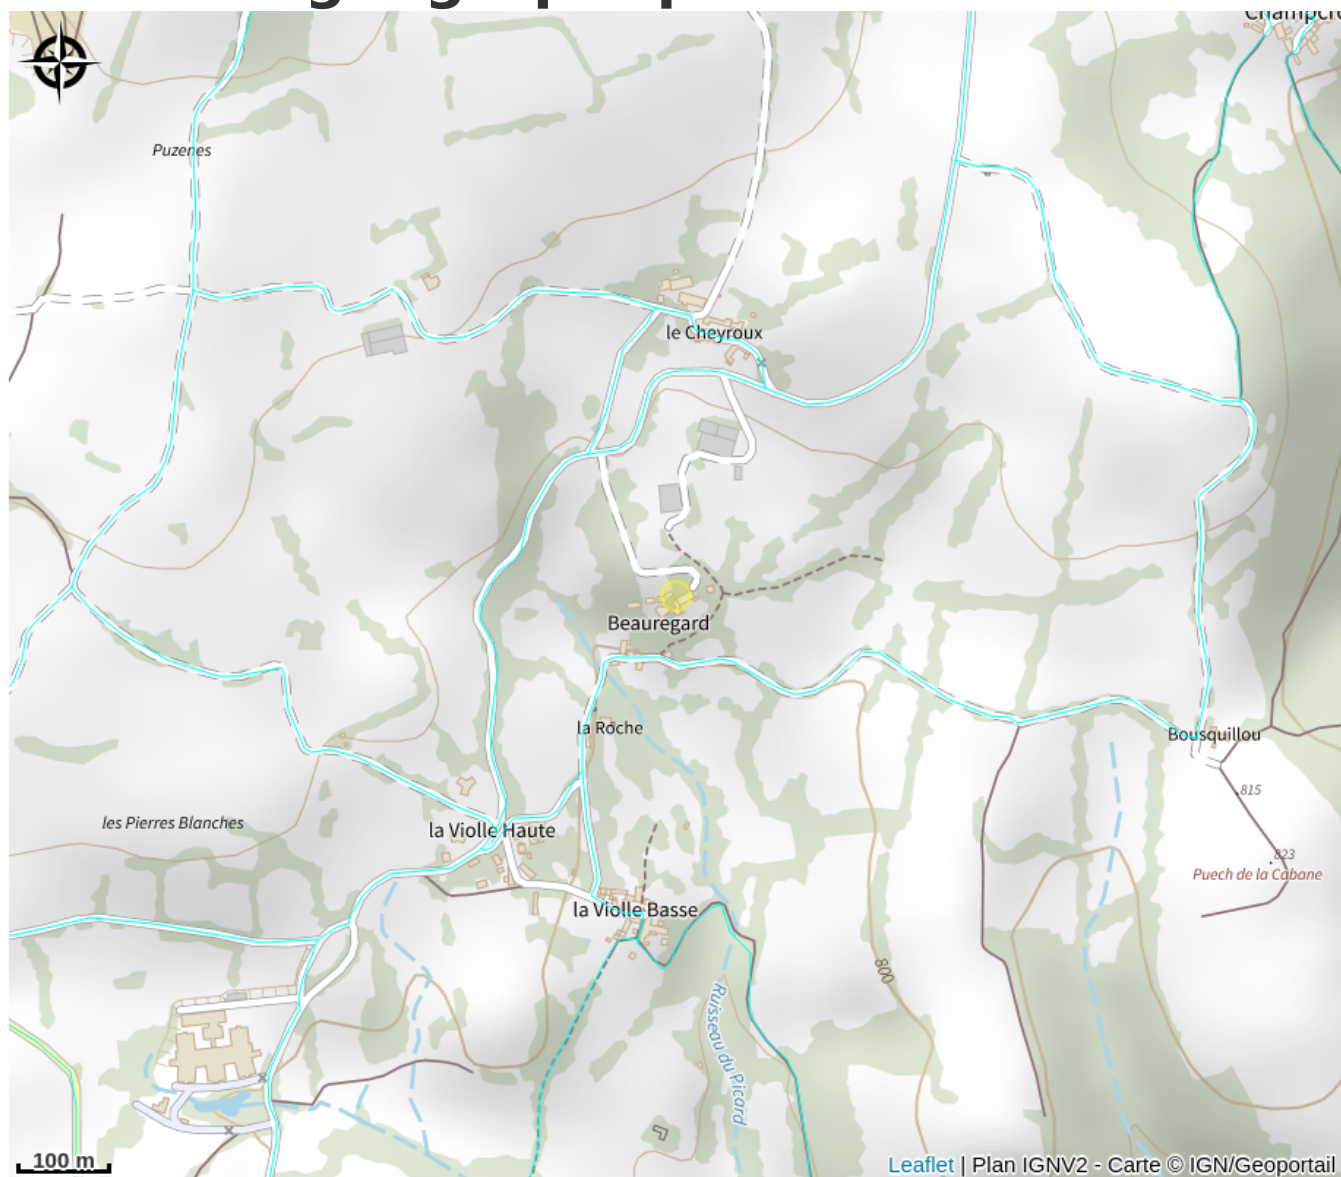 Puzenes
le Cheyroux
Beauregard
la Roche
Bousquillou
815
les Pierres Blanches
la Violle Haute
823
Puech de la Cabane
la Violle Basse
800
Ruisseau du Picard
100 m
Leaflet | Plan IGNV2 - Carte © IGN/Geoportail